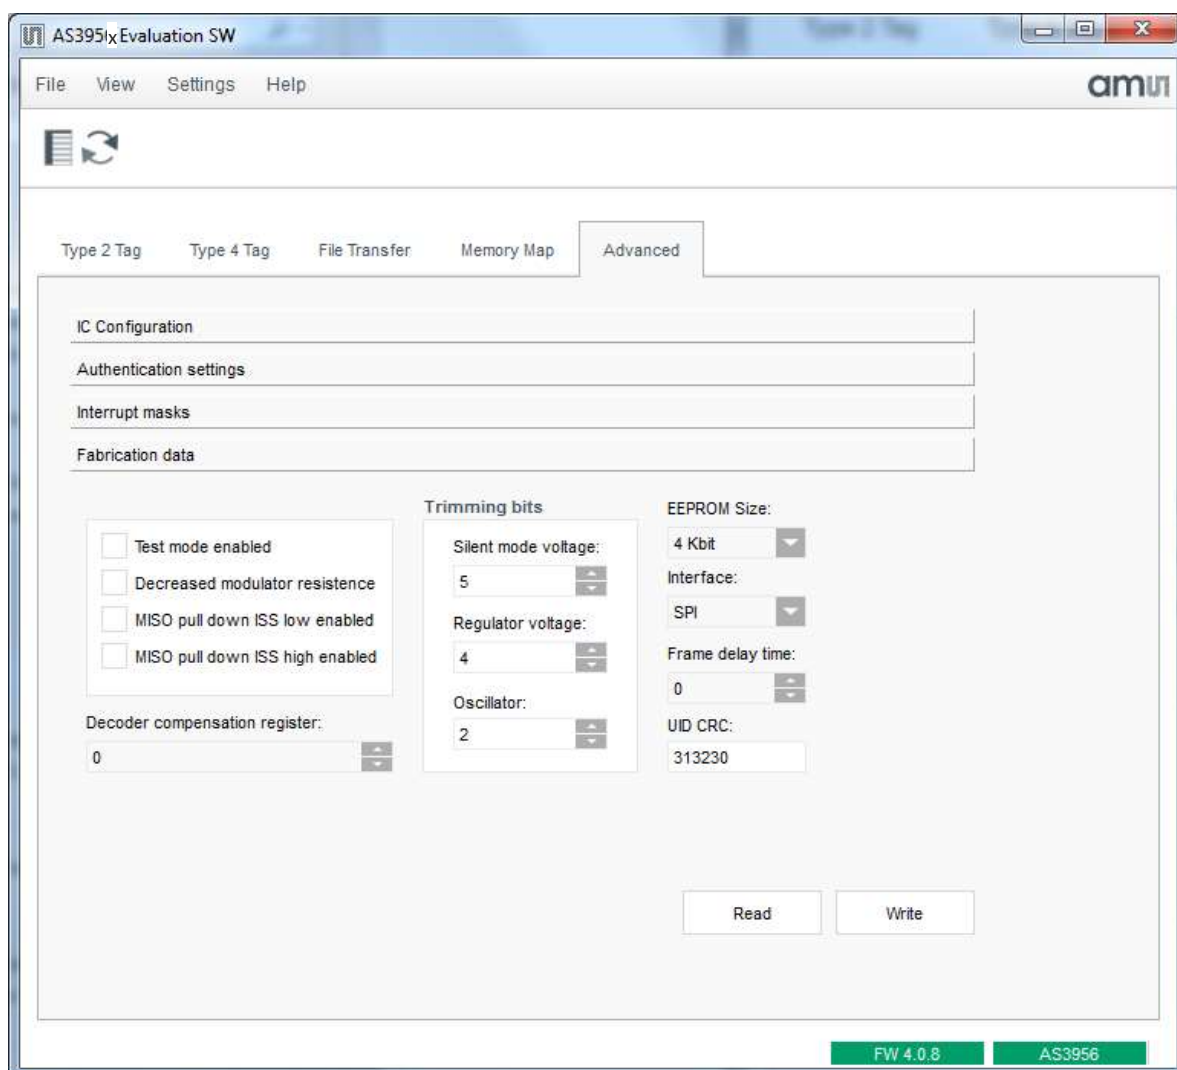 AS395x Evaluation SW
File View Settings Help
amu
Type 2 Tag Type 4 Tag File Transfer Memory Map Advanced
IC Configuration
Authentication settings
Interrupt masks
Fabrication data
Test mode enabled
Decreased modulator resistence
MISO pull down ISS low enabled
MISO pull down ISS high enabled
Decoder compensation register:
0
Trimming bits
Silent mode voltage:
5
Regulator voltage:
4
Oscillator:
2
EEPROM Size:
4 Kbit
Interface:
SPI
Frame delay time:
0
UID CRC:
313230
Read Write
FW 4.0.8 AS3956